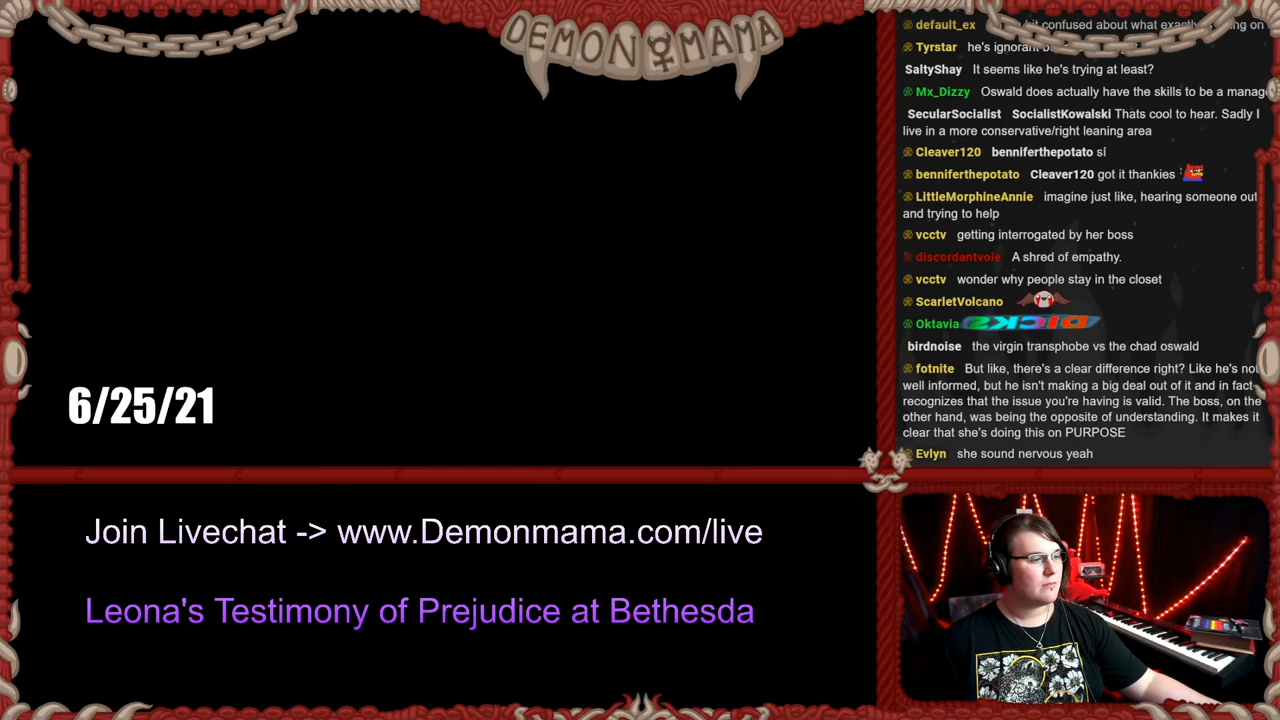 DEMON MAMA
default_ex bit confused about what exactly on
Tyrstar he's ignorant
SaltyShay It seems like he's trying at least?
Mx_Dizzy Oswald does actually have the skills to be a manage
SecularSocialist SocialistKowalski Thats cool to hear. Sadly I
live in a more conservative/right leaning area
Cleaver120 benniferthepotato sí
benniferthepotato Cleaver120 got it thankies
LittleMorphineAnnie imagine just like, hearing someone out
and trying to help
vcctv getting interrogated by her boss
discordantvole A shred of empathy.
vcctv wonder why people stay in the closet
ScarletVolcano
Oktavia DICKS
birdnoise the virgin transphobe vs the chad oswald
fotnite But like, there's a clear difference right? Like he's not
well informed, but he isn't making a big deal out of it and in fact
recognizes that the issue you're having is valid. The boss, on the
other hand, was being the opposite of understanding. It makes it
clear that she's doing this on PURPOSE
Evlyn she sound nervous yeah
6/25/21
Join Livechat -> www.Demonmama.com/live
Leona's Testimony of Prejudice at Bethesda